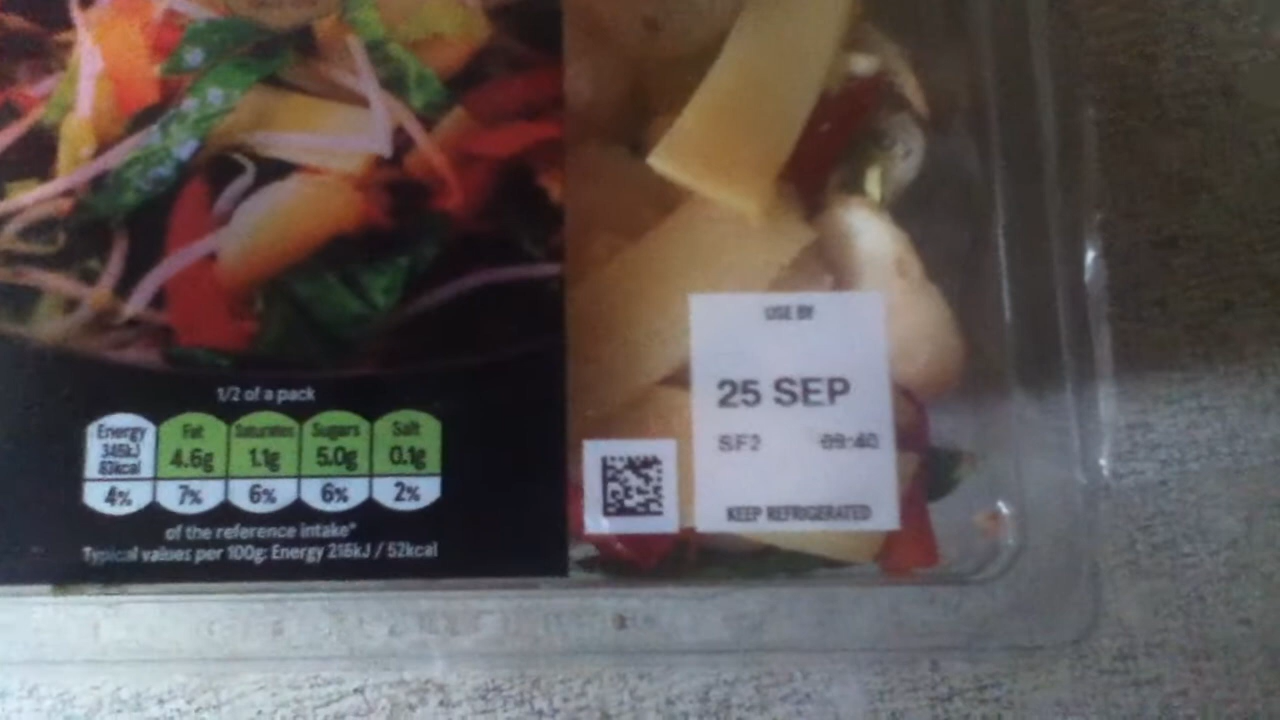 1/2 of a pack
Energy Fat Saturates Sugars Salt
4.6g 1.1g 5.0g 0.1g
4% 7% 6% 6% 2%
of the reference intake*
Typical values per 100g: Energy 216kJ / 52kcal
USE BY
25 SEP
SF2 09:40
KEEP REFRIGERATED